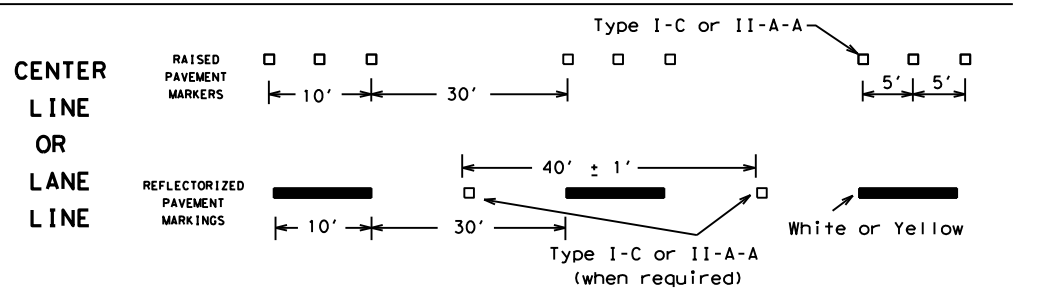 Type I-C or II-A-A
CENTER
LINE
OR
LANE
LINE
RAISED
PAVEMENT
MARKERS
10'
30'
5'
5'
REFLECTORIZED
PAVEMENT
MARKINGS
40' ± 1'
10'
30'
Type I-C or II-A-A
(when required)
White or Yellow